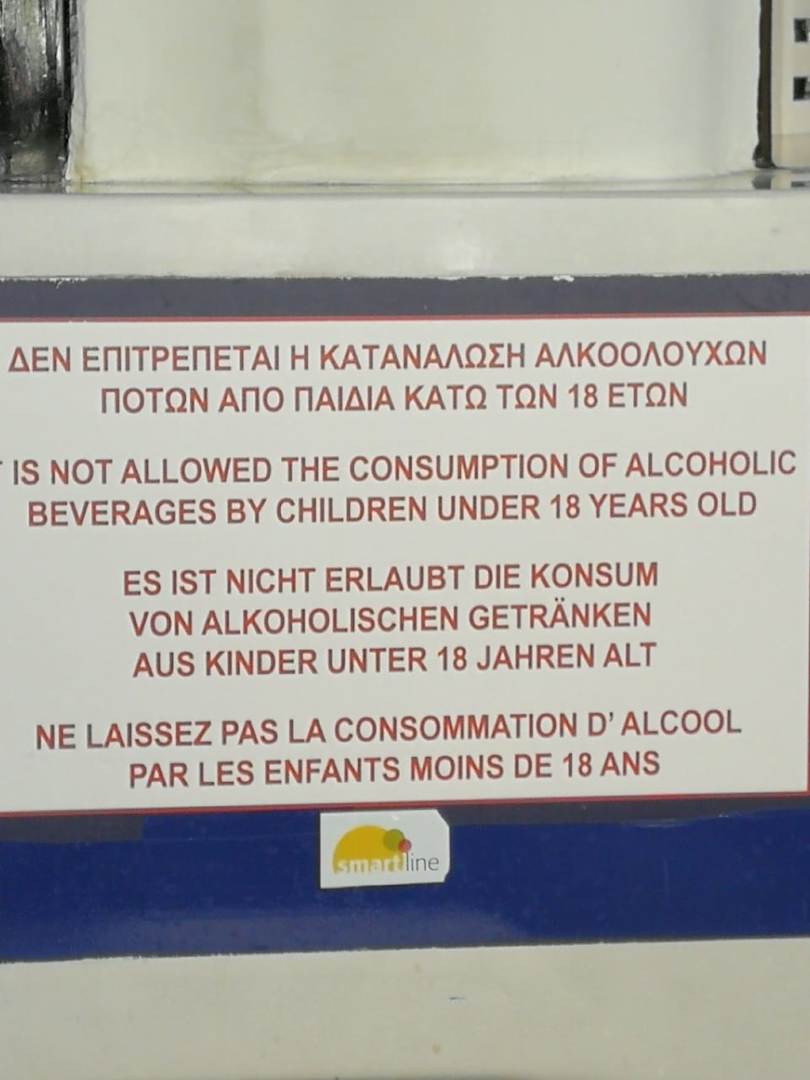 ΔΕΝ ΕΠΙΤΡΕΠΕΤΑΙ Η ΚΑΤΑΝΑΛΩΣΗ ΑΛΚΟΟΛΟΥΧΩΝ
ΠΟΤΩΝ ΑΠΟ ΠΑΙΔΙΑ ΚΑΤΩ ΤΩΝ 18 ΕΤΩΝ
IS NOT ALLOWED THE CONSUMPTION OF ALCOHOLIC
BEVERAGES BY CHILDREN UNDER 18 YEARS OLD
ES IST NICHT ERLAUBT DIE KONSUM
VON ALKOHOLISCHEN GETRÄNKEN
AUS KINDER UNTER 18 JAHREN ALT
NE LAISSEZ PAS LA CONSOMMATION D' ALCOOL
PAR LES ENFANTS MOINS DE 18 ANS
smartline